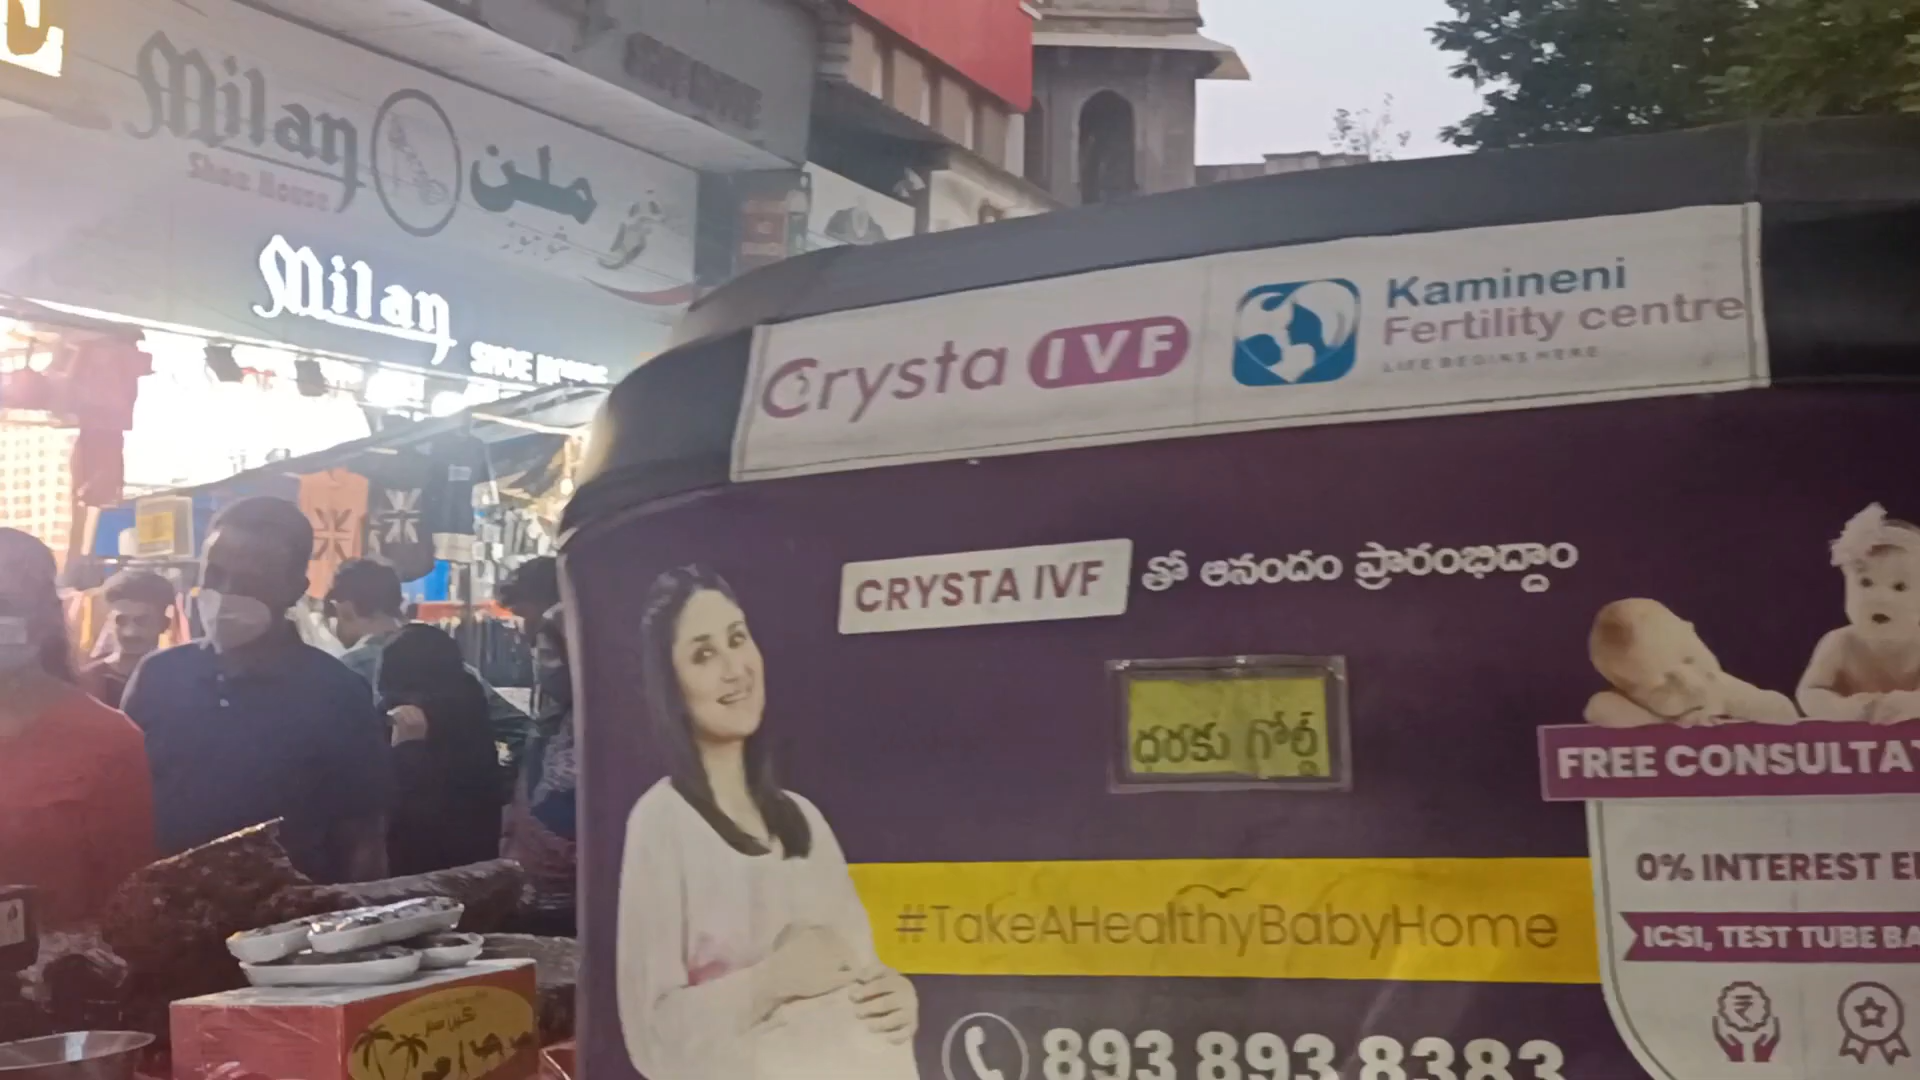 Milan
Shoe House
ملن
شوہوز
Milan
SHOE HOUSE
Crysta IVF
Kamineni
Fertility centre
LIFE BEGINS HERE
CRYSTA IVF తో ఆనందం ప్రారంభిద్దాం
ధరకు గోల్డ్
FREE CONSULTAT
0% INTEREST E
#TakeAHealthyBabyHome
ICSI, TEST TUBE BA
893 893 8383